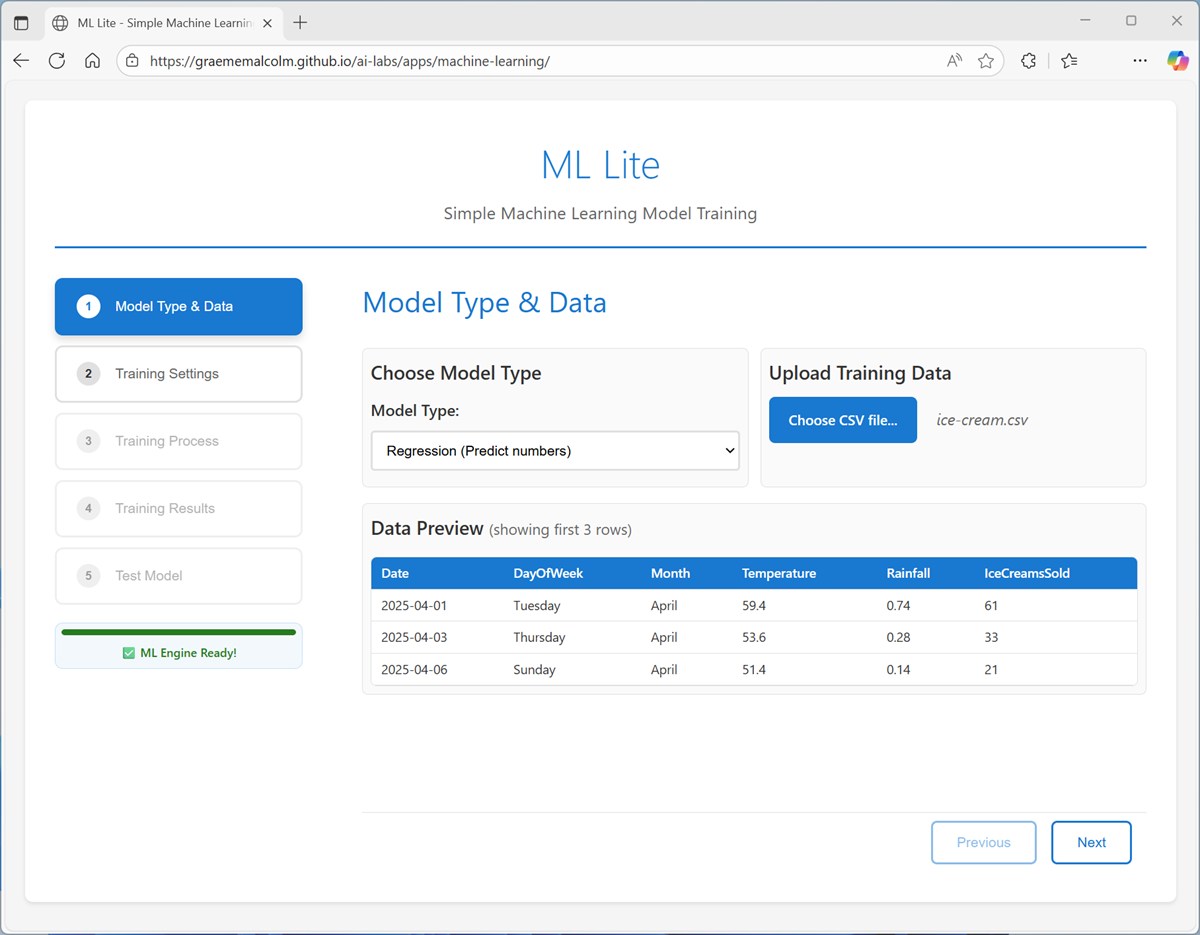 ML Lite - Simple Machine Learnin
https://graememalcolm.github.io/ai-labs/apps/machine-learning/
ML Lite
Simple Machine Learning Model Training
1 Model Type & Data
2 Training Settings
3 Training Process
4 Training Results
5 Test Model
✅ ML Engine Ready!
Model Type & Data
Choose Model Type
Model Type:
Regression (Predict numbers)
Upload Training Data
Choose CSV file... ice-cream.csv
Data Preview (showing first 3 rows)
Date DayOfWeek Month Temperature Rainfall IceCreamsSold
2025-04-01 Tuesday April 59.4 0.74 61
2025-04-03 Thursday April 53.6 0.28 33
2025-04-06 Sunday April 51.4 0.14 21
Previous Next